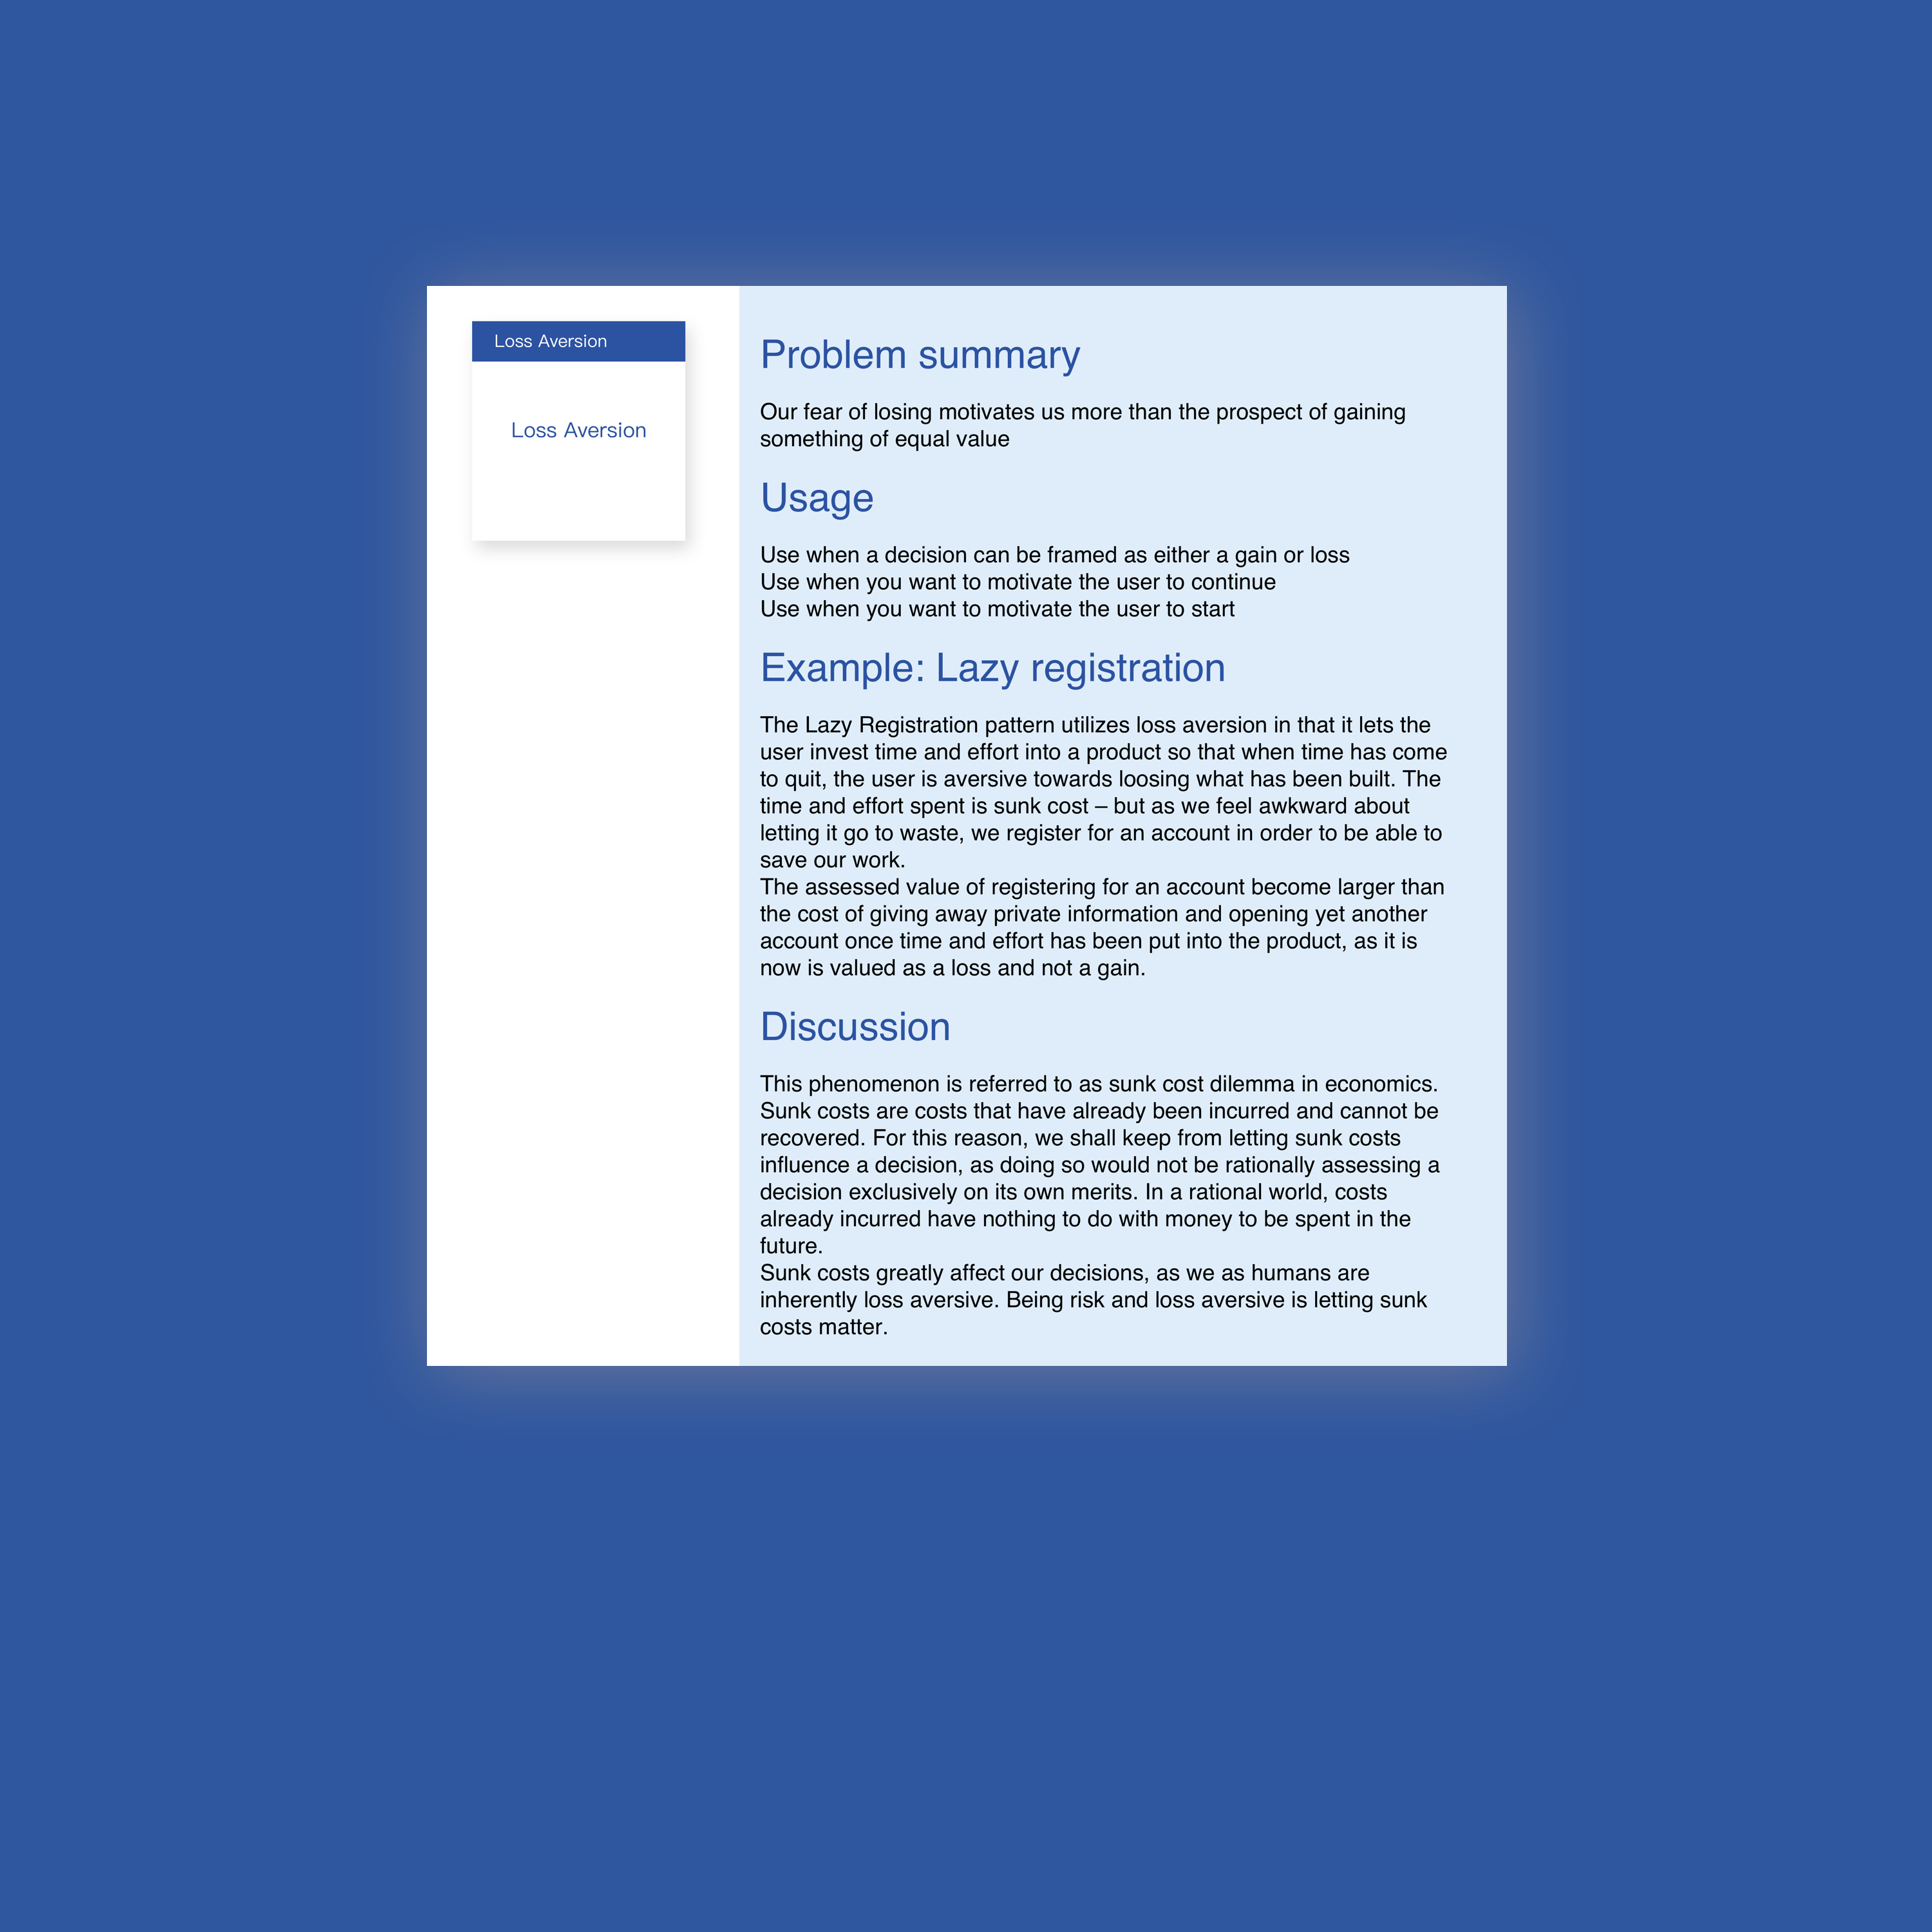 Loss Aversion
Loss Aversion
Problem summary
Our fear of losing motivates us more than the prospect of gaining
something of equal value
Usage
Use when a decision can be framed as either a gain or loss
Use when you want to motivate the user to continue
Use when you want to motivate the user to start
Example: Lazy registration
The Lazy Registration pattern utilizes loss aversion in that it lets the
user invest time and effort into a product so that when time has come
to quit, the user is aversive towards loosing what has been built. The
time and effort spent is sunk cost – but as we feel awkward about
letting it go to waste, we register for an account in order to be able to
save our work.
The assessed value of registering for an account become larger than
the cost of giving away private information and opening yet another
account once time and effort has been put into the product, as it is
now is valued as a loss and not a gain.
Discussion
This phenomenon is referred to as sunk cost dilemma in economics.
Sunk costs are costs that have already been incurred and cannot be
recovered. For this reason, we shall keep from letting sunk costs
influence a decision, as doing so would not be rationally assessing a
decision exclusively on its own merits. In a rational world, costs
already incurred have nothing to do with money to be spent in the
future.
Sunk costs greatly affect our decisions, as we as humans are
inherently loss aversive. Being risk and loss aversive is letting sunk
costs matter.